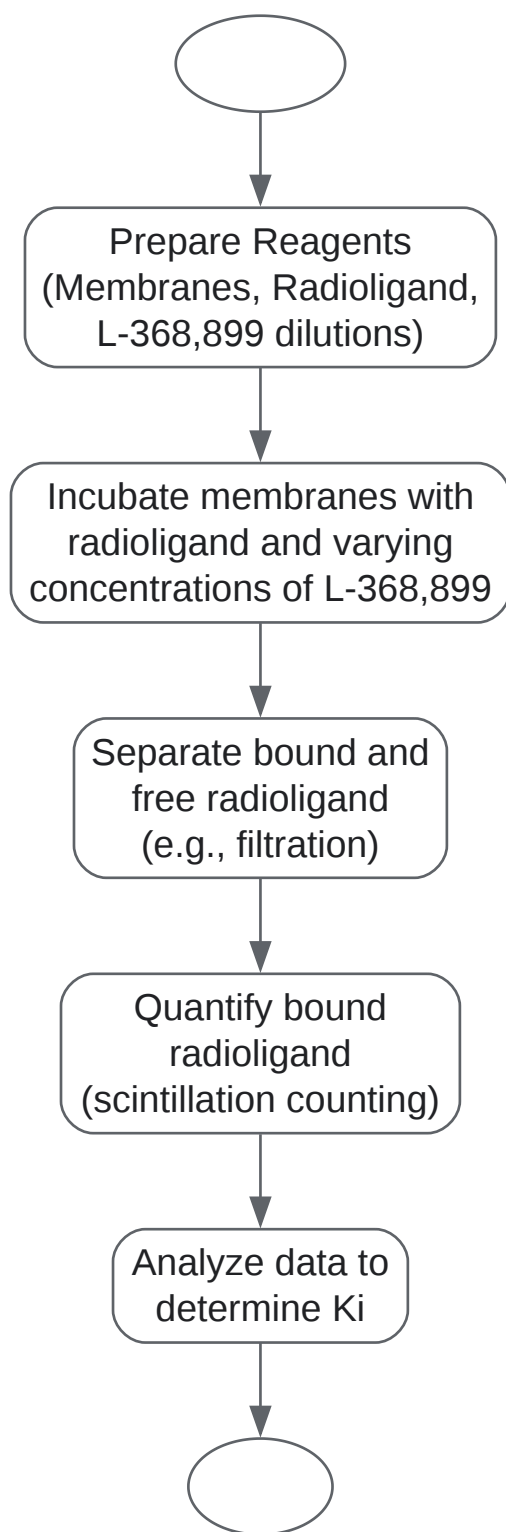 Prepare Reagents
(Membranes, Radioligand,
L-368,899 dilutions)
Incubate membranes with
radioligand and varying
concentrations of L-368,899
Separate bound and
free radioligand
(e.g., filtration)
Quantify bound
radioligand
(scintillation counting)
Analyze data to
determine Ki